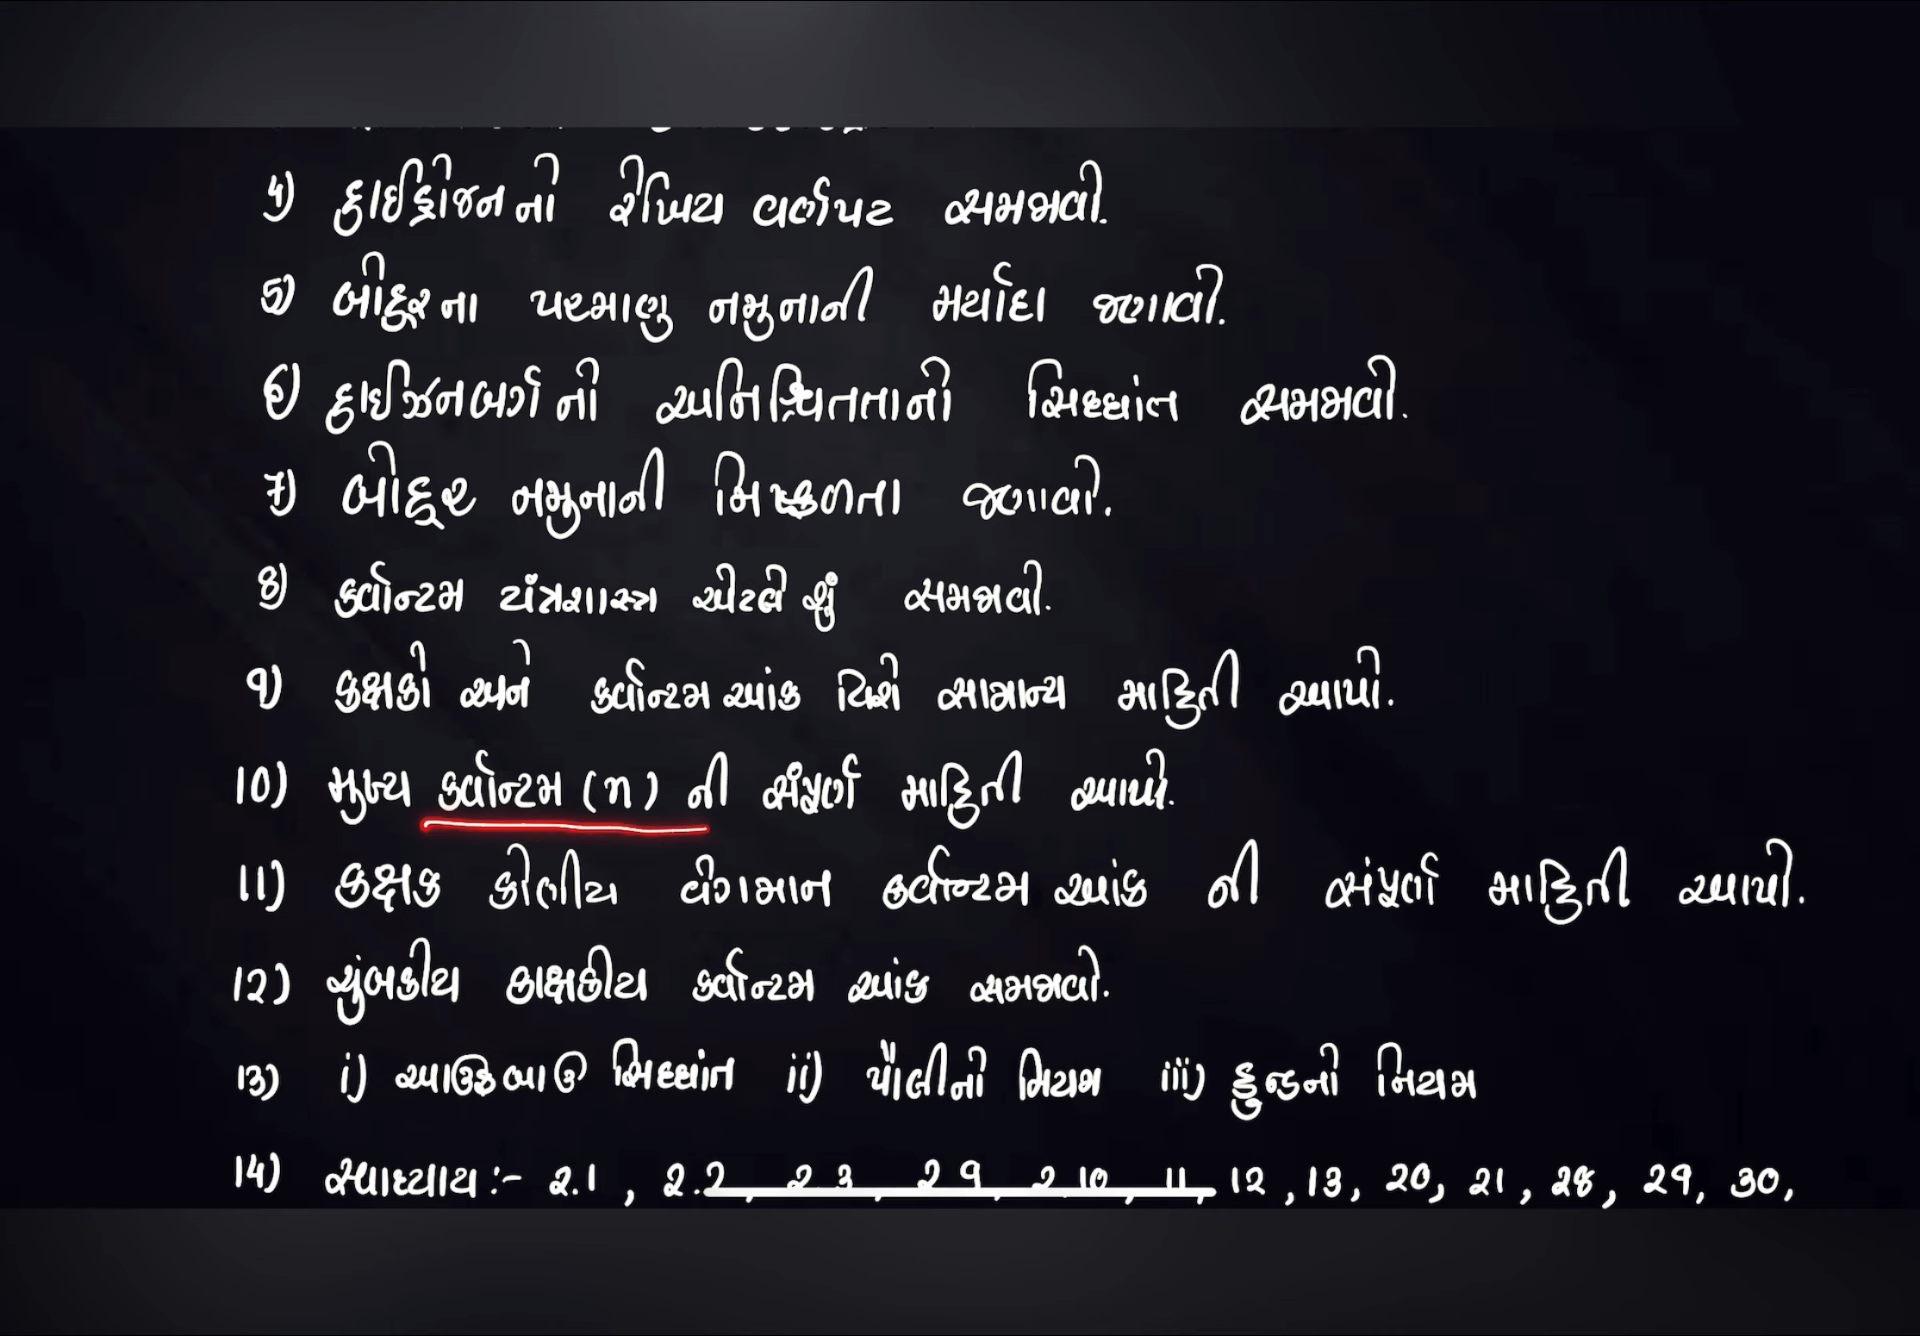 4) હાઈડ્રોજનનો રેખિય વર્ણપટ સમજાવો.
5) બોહરના પરમાણુ નમુનાની મર્યાદા જણાવો.
6) હાઈઝનબર્ગનો અનિશ્ચિતતાનો સિધ્ધાંત સમજાવો.
7) બોહર નમુનાની નિષ્ફળતા જણાવો.
8) ક્વોન્ટમ યંત્રશાસ્ત્ર એટલે શું સમજાવો.
9) કક્ષકો અને ક્વોન્ટમ આંક વિશે સામાન્ય માહિતી આપો.
10) મુખ્ય ક્વોન્ટમ (n) ની સંપૂર્ણ માહિતી આપો.
11) કક્ષક કોણીય વેગમાન ક્વોન્ટમ આંક ની સંપૂર્ણ માહિતી આપો.
12) ચુંબકીય કાક્ષકીય ક્વોન્ટમ આંક સમજાવો.
13) i) આઉફબાઉ સિધ્ધાંત ii) પૌલીનો નિયમ iii) હુન્ડનો નિયમ
14) સ્વાધ્યાય :- 2.1, 2.2, 2.3, 2.9, 2.10, 11, 12, 13, 20, 21, 28, 29, 30,